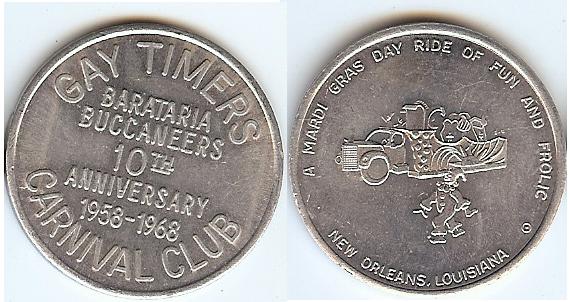 GAY TIMERS
BARATARIA
BUCCANEERS
10TH
ANNIVERSARY
1958-1968
CARNIVAL CLUB
A MARDI GRAS DAY RIDE OF FUN AND FROLIC
NEW ORLEANS, LOUISIANA